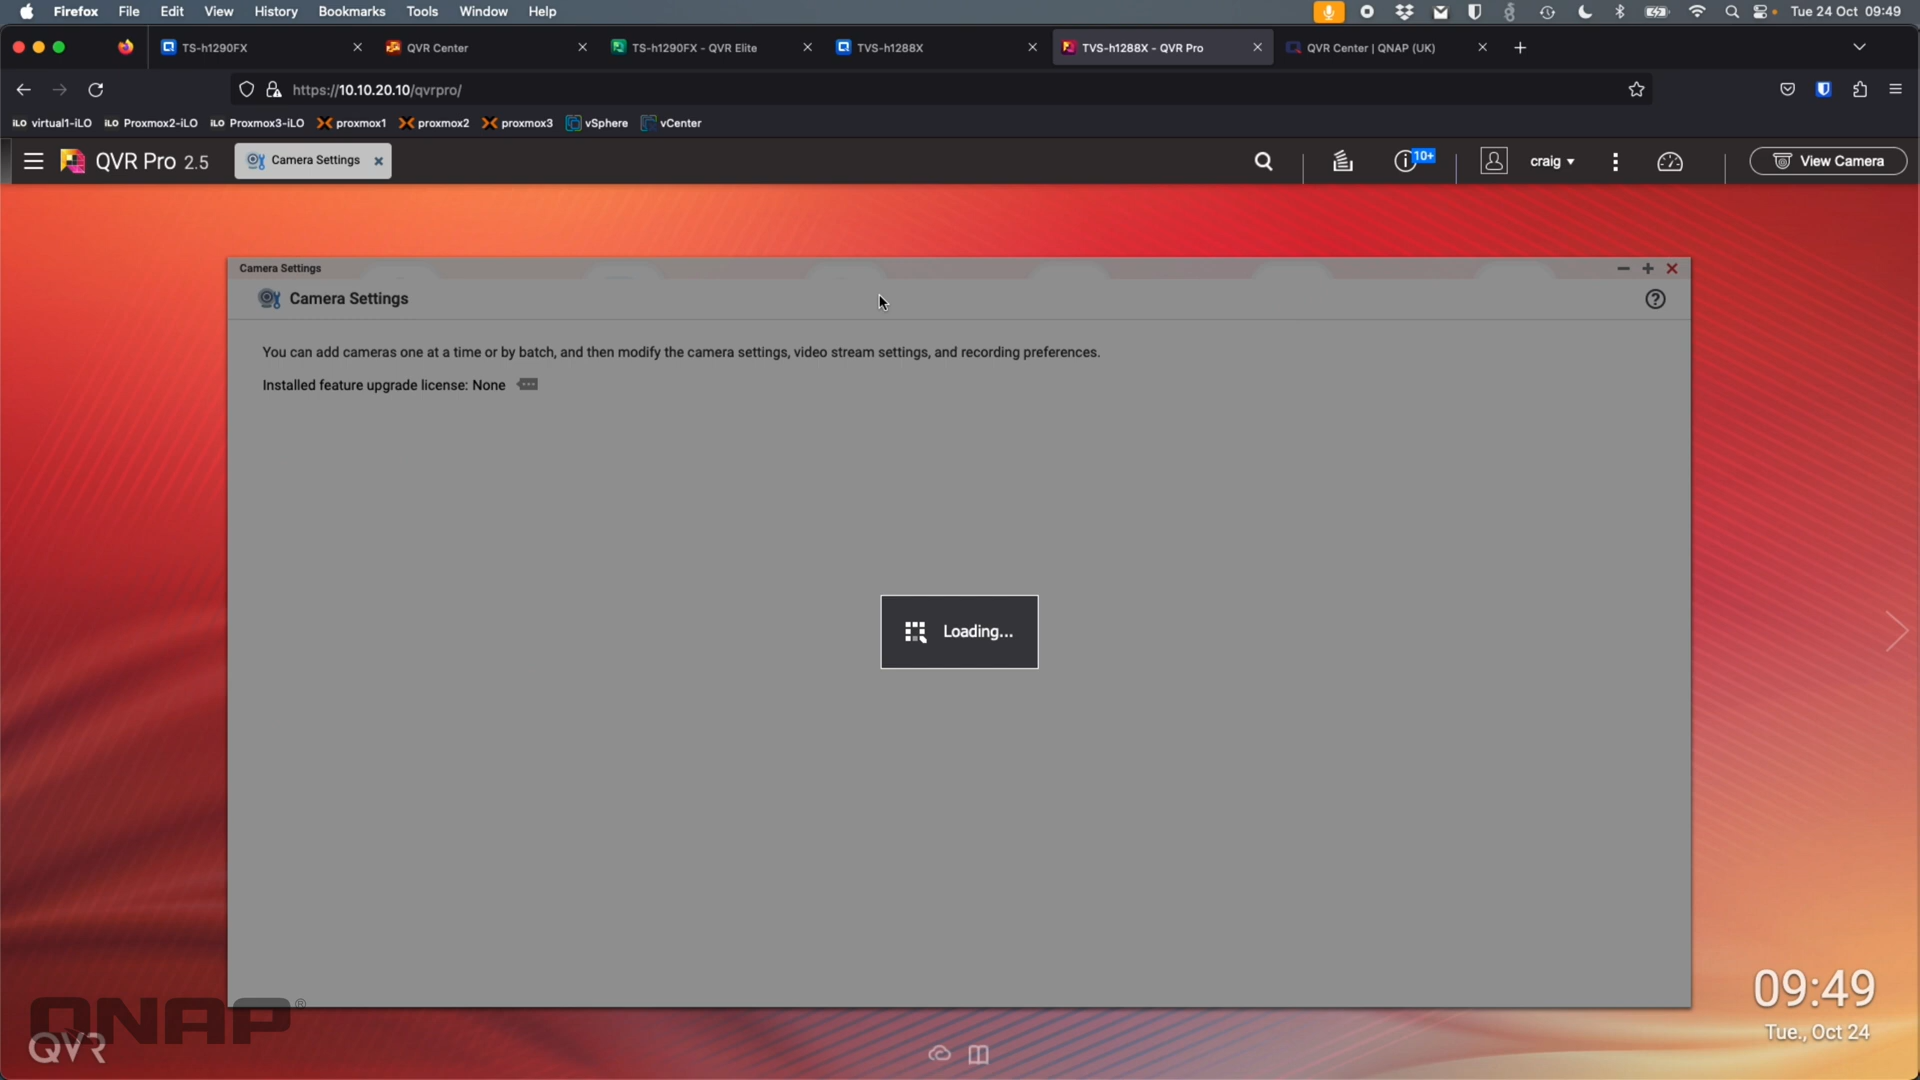 Firefox File Edit View History Bookmarks Tools Window Help Tue 24 Oct 09:49
TS-h1290FX QVR Center TS-h1290FX - QVR Elite TVS-h1288X TVS-h1288X - QVR Pro QVR Center | QNAP (UK)
https://10.10.20.10/qvrpro/
iLO virtual1-iLO iLO Proxmox2-iLO iLO Proxmox3-iLO proxmox1 proxmox2 proxmox3 vSphere vCenter
QVR Pro 2.5 Camera Settings 10+ craig View Camera
Camera Settings
Camera Settings
You can add cameras one at a time or by batch, and then modify the camera settings, video stream settings, and recording preferences.
Installed feature upgrade license: None
Loading...
09:49
Tue., Oct 24
QNAP®
QVR